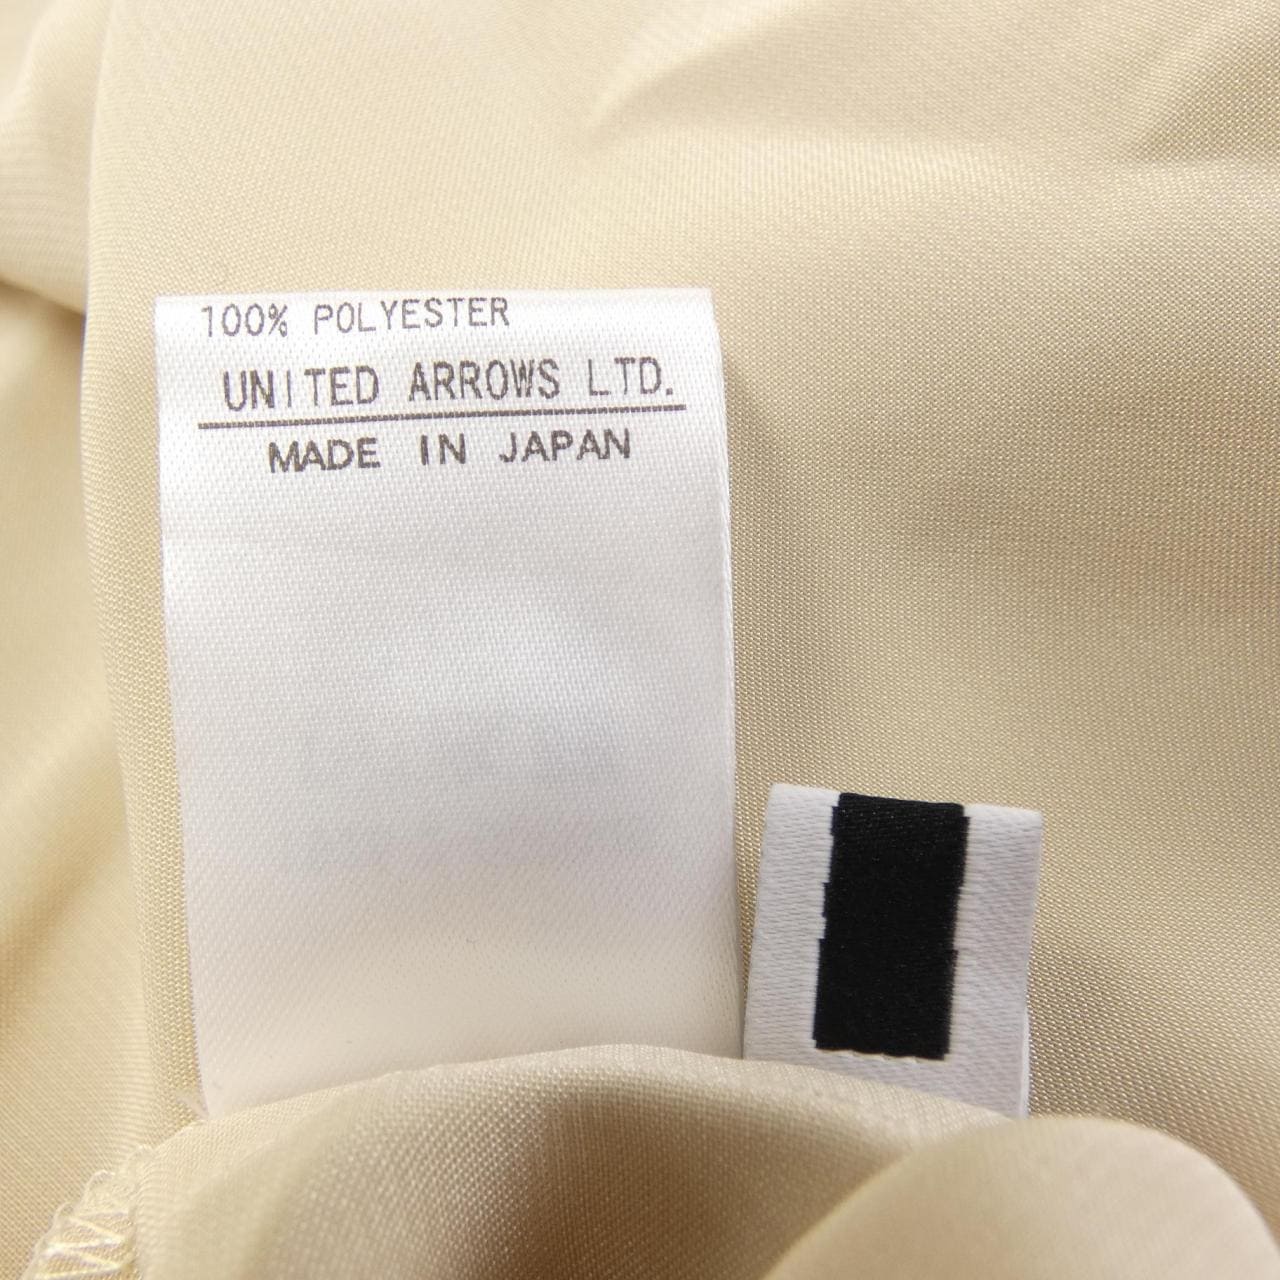 100% POLYESTER
UNITED ARROWS LTD.
MADE IN JAPAN